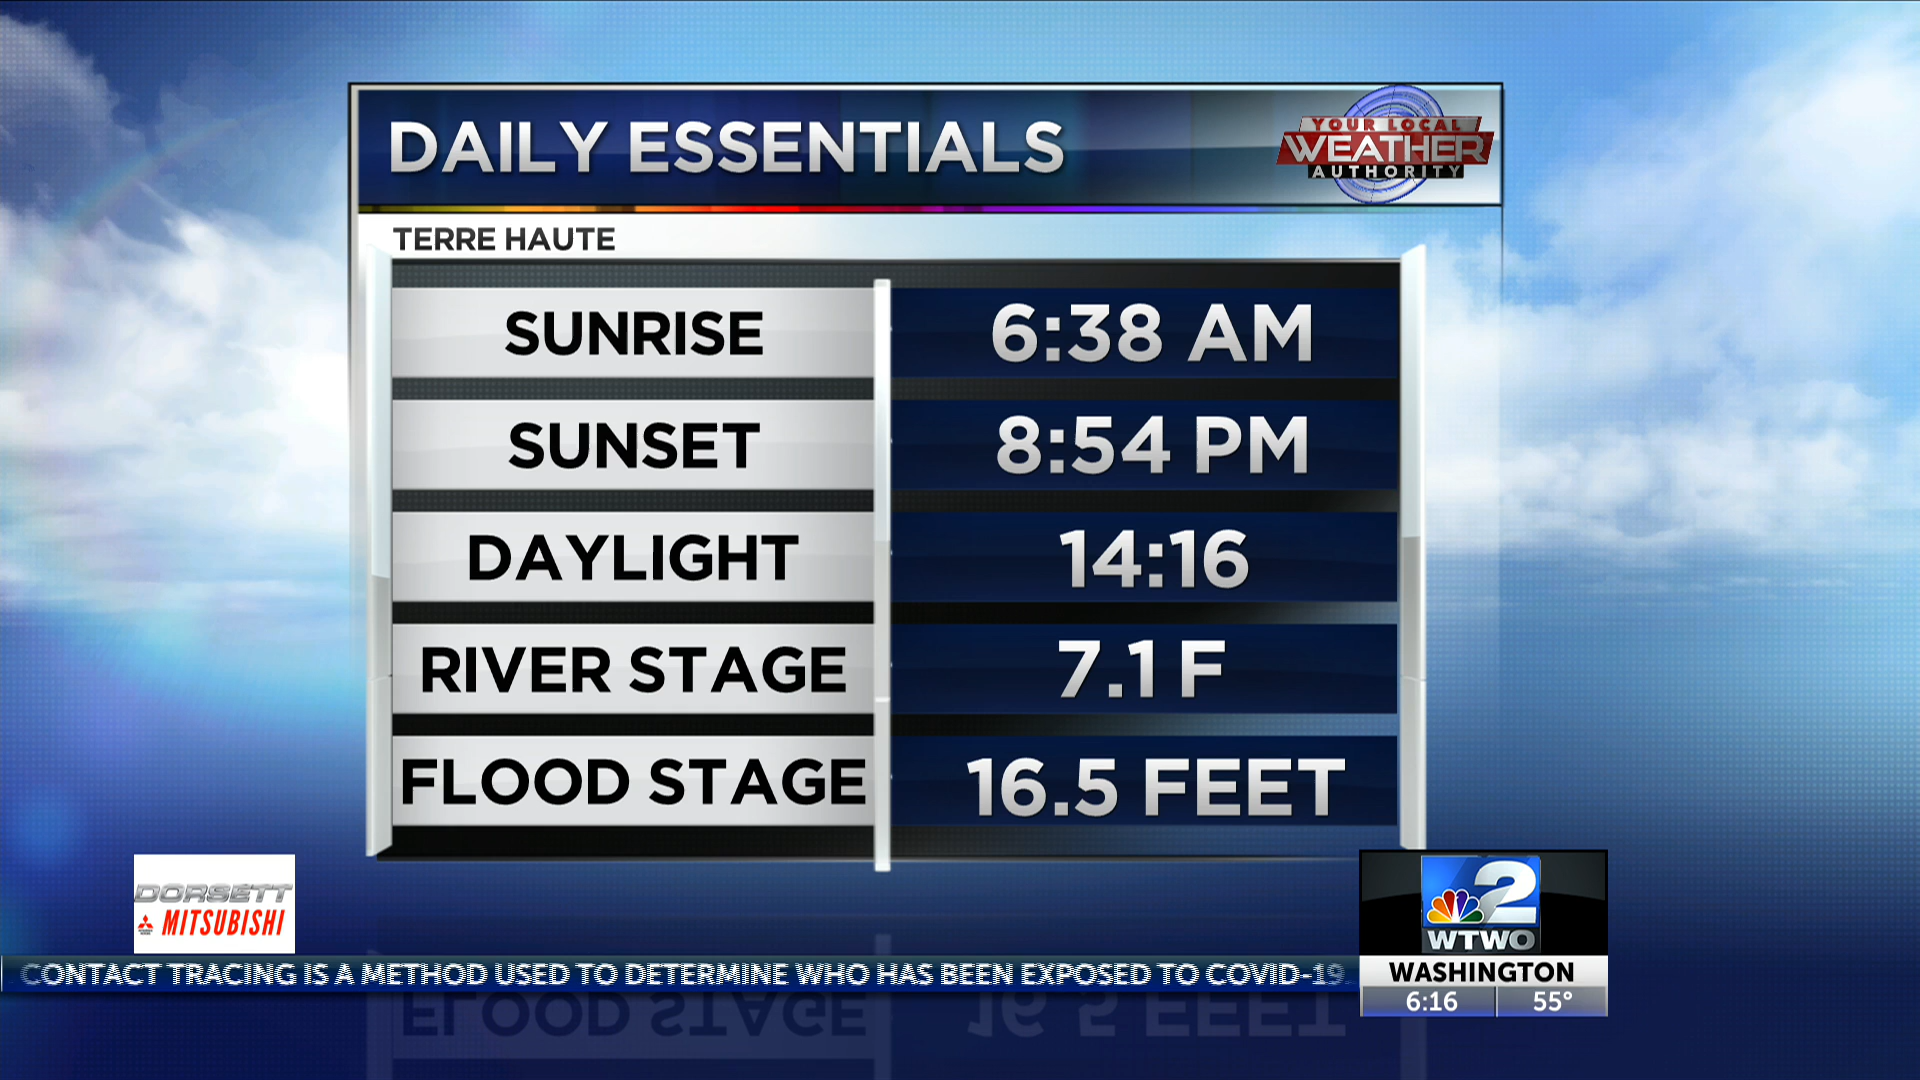 DAILY ESSENTIALS
YOUR LOCAL
WEATHER
AUTHORITY
TERRE HAUTE
SUNRISE 6:38 AM
SUNSET 8:54 PM
DAYLIGHT 14:16
RIVER STAGE 7.1 F
FLOOD STAGE 16.5 FEET
DORSETT
MITSUBISHI
2
WTWO
CONTACT TRACING IS A METHOD USED TO DETERMINE WHO HAS BEEN EXPOSED TO COVID-19
WASHINGTON
6:16 55°